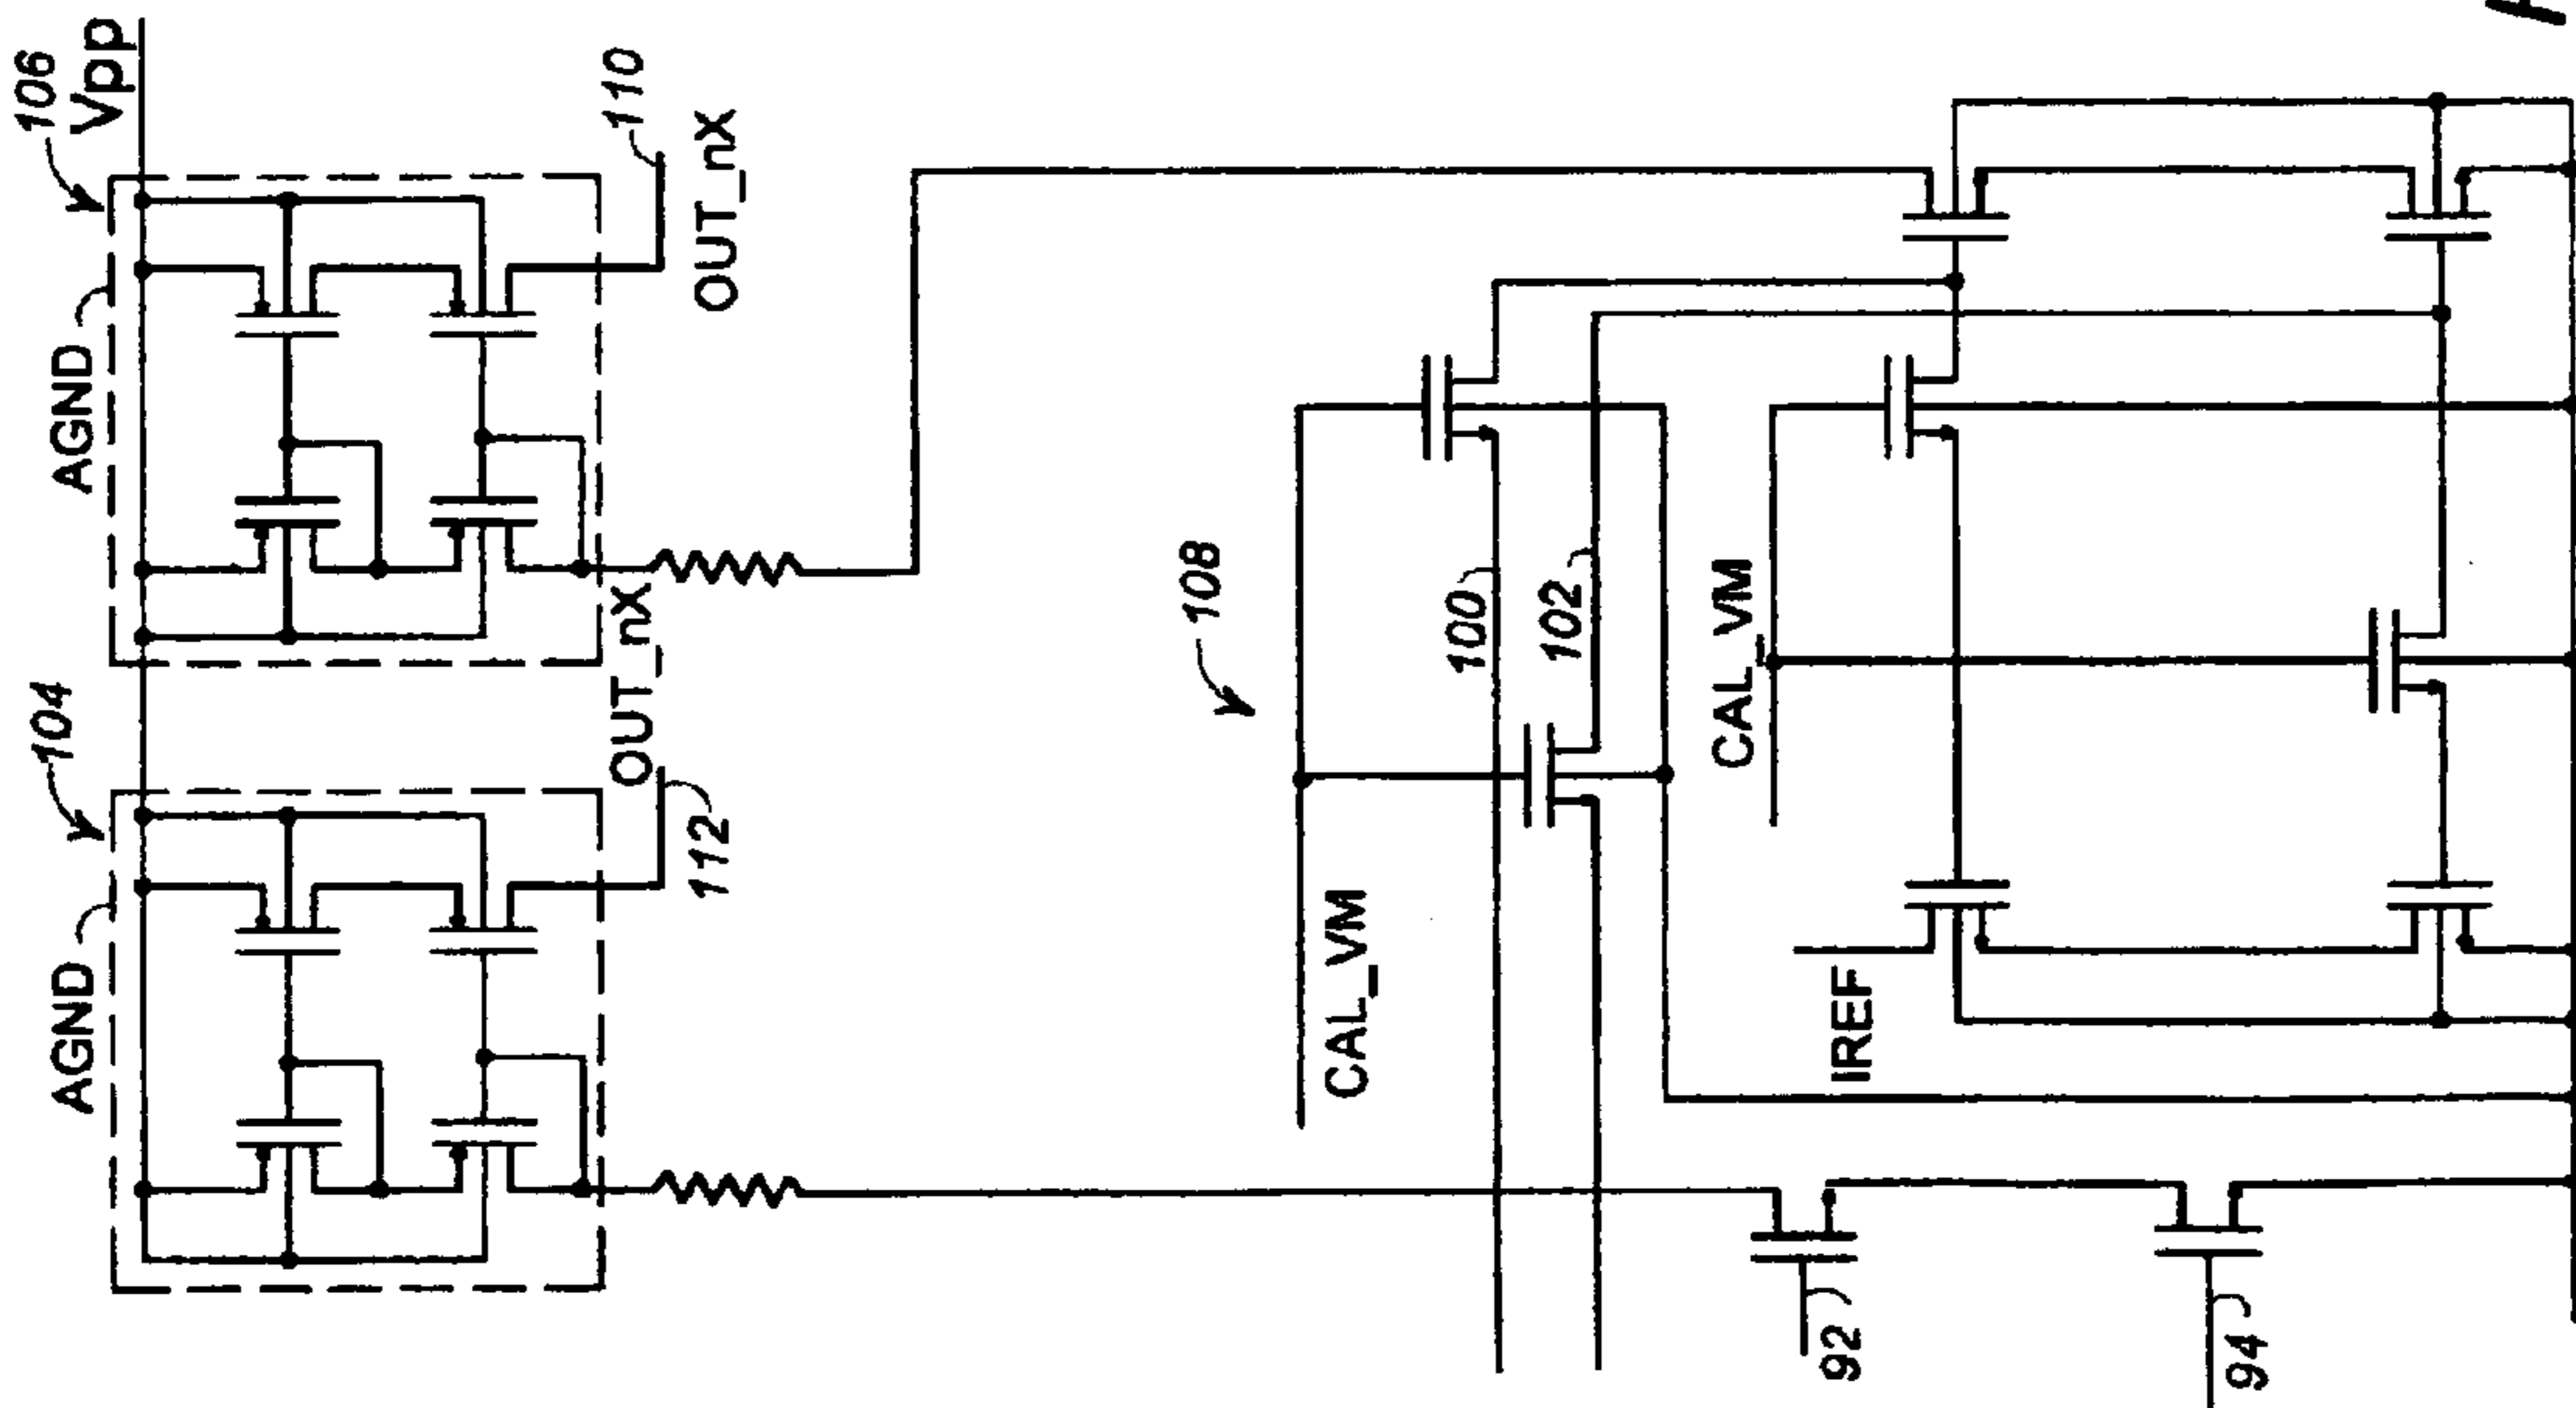 106
Vpp
AGND
110
OUT_nX
104
AGND
OUT_nX
112
108
100
102
CAL_VM
CAL_VM
IREF
92
94